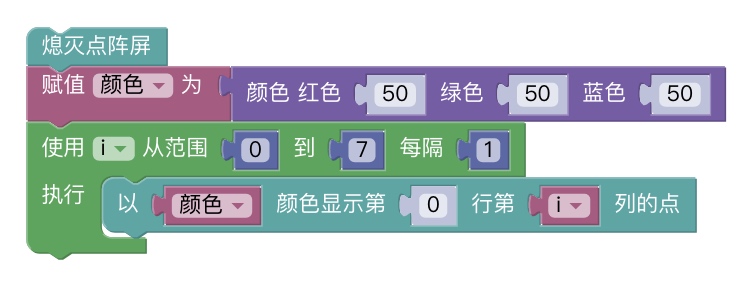 熄灭点阵屏
赋值 颜色 为 颜色 红色 50 绿色 50 蓝色 50
使用 i 从范围 0 到 7 每隔 1
执行 以 颜色 颜色显示第 0 行第 i 列的点